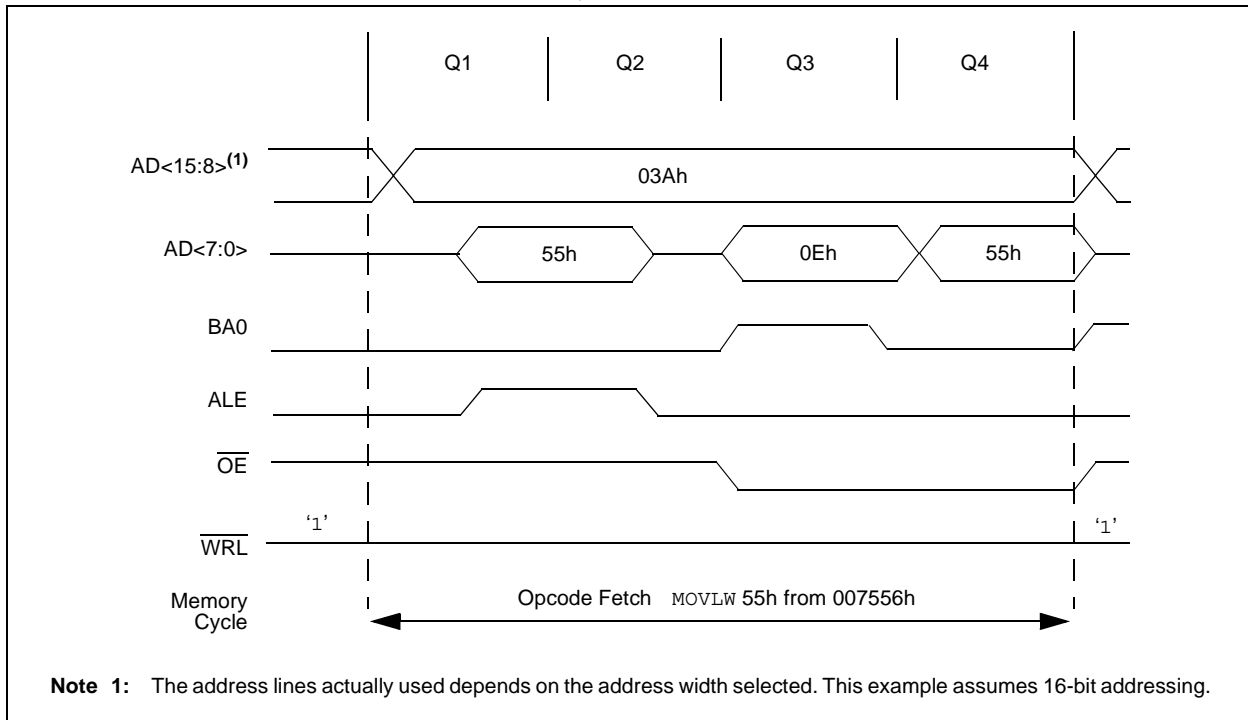 Q1 Q2 Q3 Q4
AD<15:8>(1) 03Ah
AD<7:0> 55h 0Eh 55h
BA0
ALE
OE
WRL '1' '1'
Memory
Cycle
Opcode Fetch MOVLW 55h from 007556h
Note 1: The address lines actually used depends on the address width selected. This example assumes 16-bit addressing.